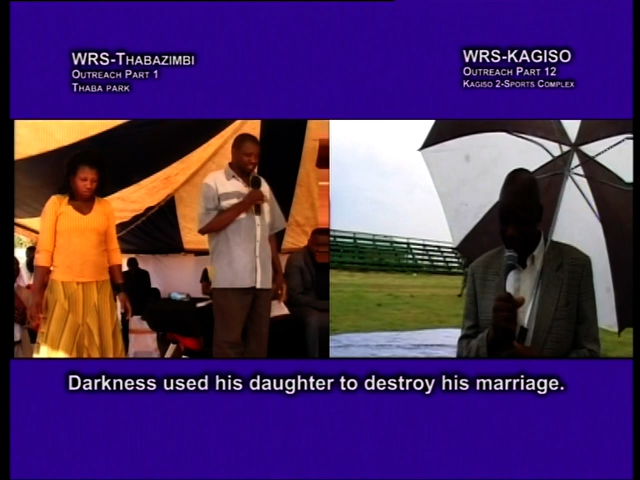 WRS-Thabazimbi
Outreach Part 1
Thaba park
WRS-KAGISO
Outreach Part 12
Kagiso 2-Sports Complex
Darkness used his daughter to destroy his marriage.